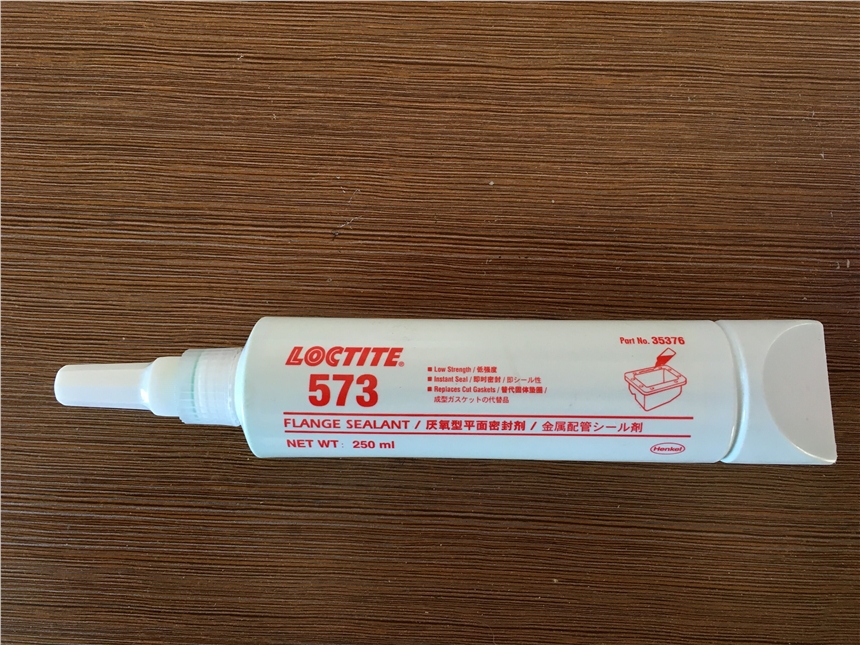 LOCTITE®
573
■ Low Strength / 低强度
■ Instant Seal / 即时密封 / 即シール性
■ Replaces Cut Gaskets / 替代固体垫圈 /
成型ガスケットの代替品
Part No. 35376
FLANGE SEALANT / 厌氧型平面密封剂 / 金属配管シール剤
NET WT: 250 ml
Henkel